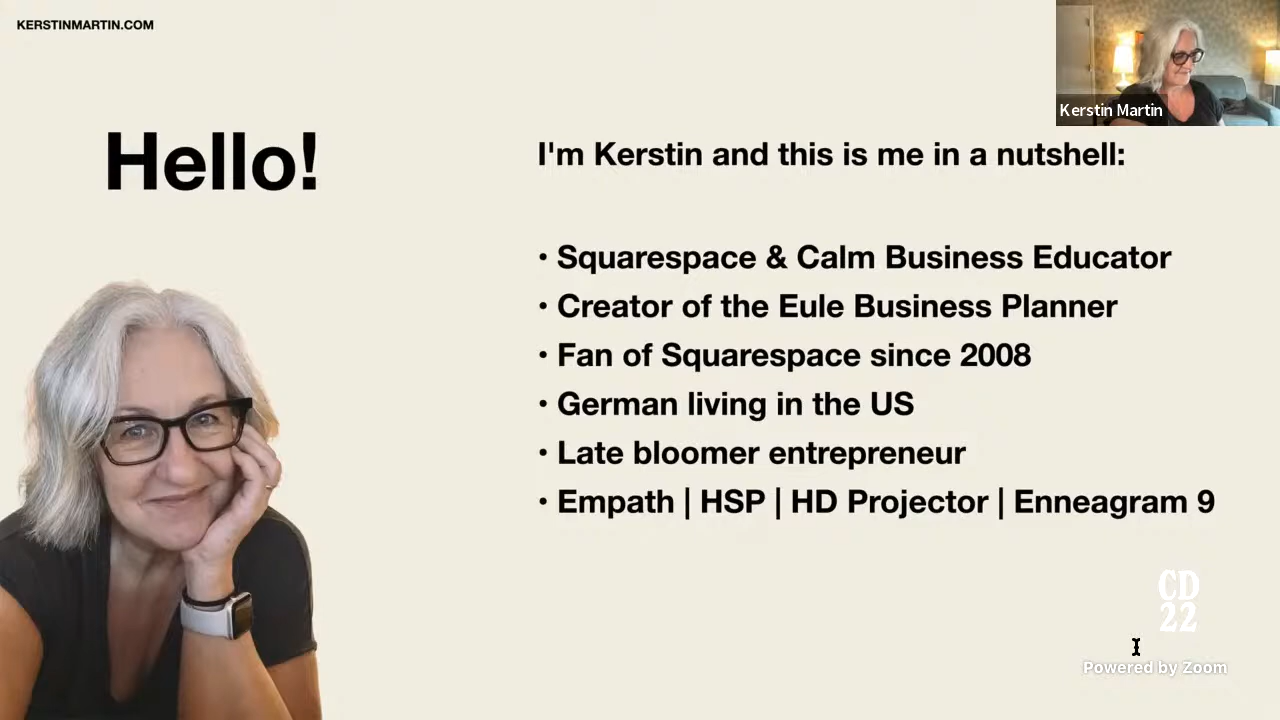 KERSTINMARTIN.COM
Kerstin Martin
Hello!
I'm Kerstin and this is me in a nutshell:
• Squarespace & Calm Business Educator
• Creator of the Eule Business Planner
• Fan of Squarespace since 2008
• German living in the US
• Late bloomer entrepreneur
• Empath | HSP | HD Projector | Enneagram 9
CD
22
Powered by Zoom